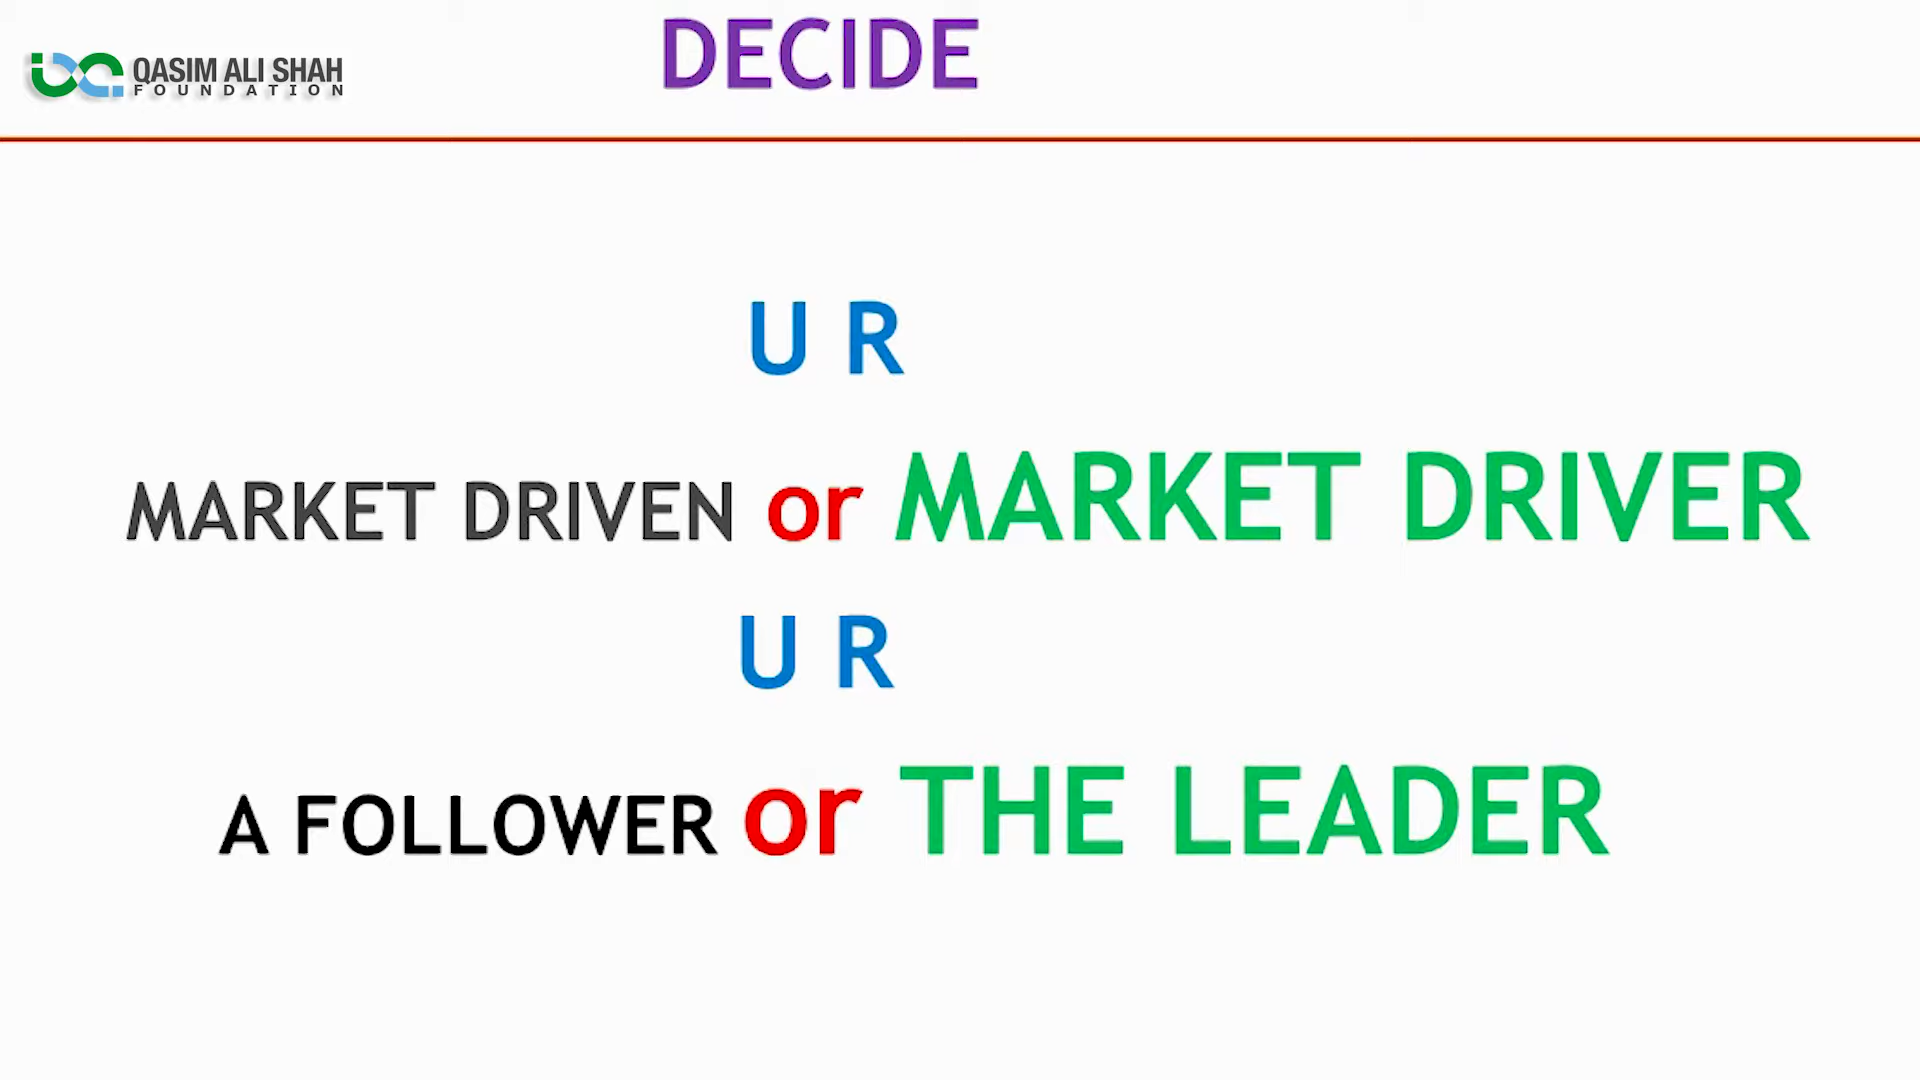 DECIDE
QASIM ALI SHAH
FOUNDATION
U R
MARKET DRIVEN or MARKET DRIVER
U R
A FOLLOWER or THE LEADER